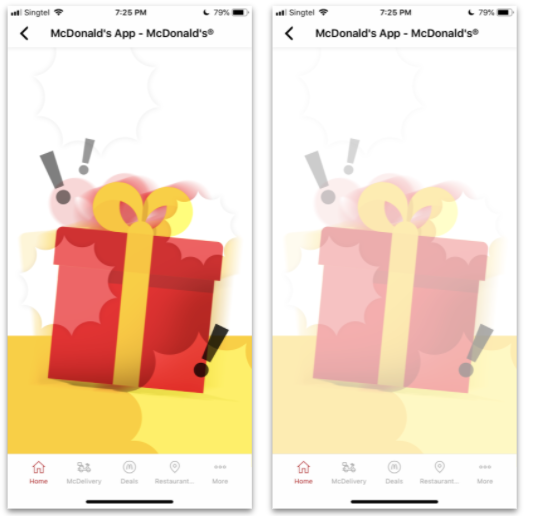 Singtel 7:25 PM 79%
McDonald's App - McDonald's®
Home McDelivery Deals Restaurant... More
Singtel 7:25 PM 79%
McDonald's App - McDonald's®
Home McDelivery Deals Restaurant... More